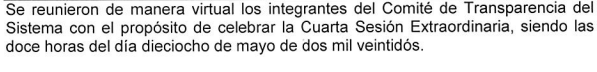 Se reunieron de manera virtual los integrantes del Comité de Transparencia del
Sistema con el propósito de celebrar la Cuarta Sesión Extraordinaria, siendo las
doce horas del día dieciocho de mayo de dos mil veintidós.